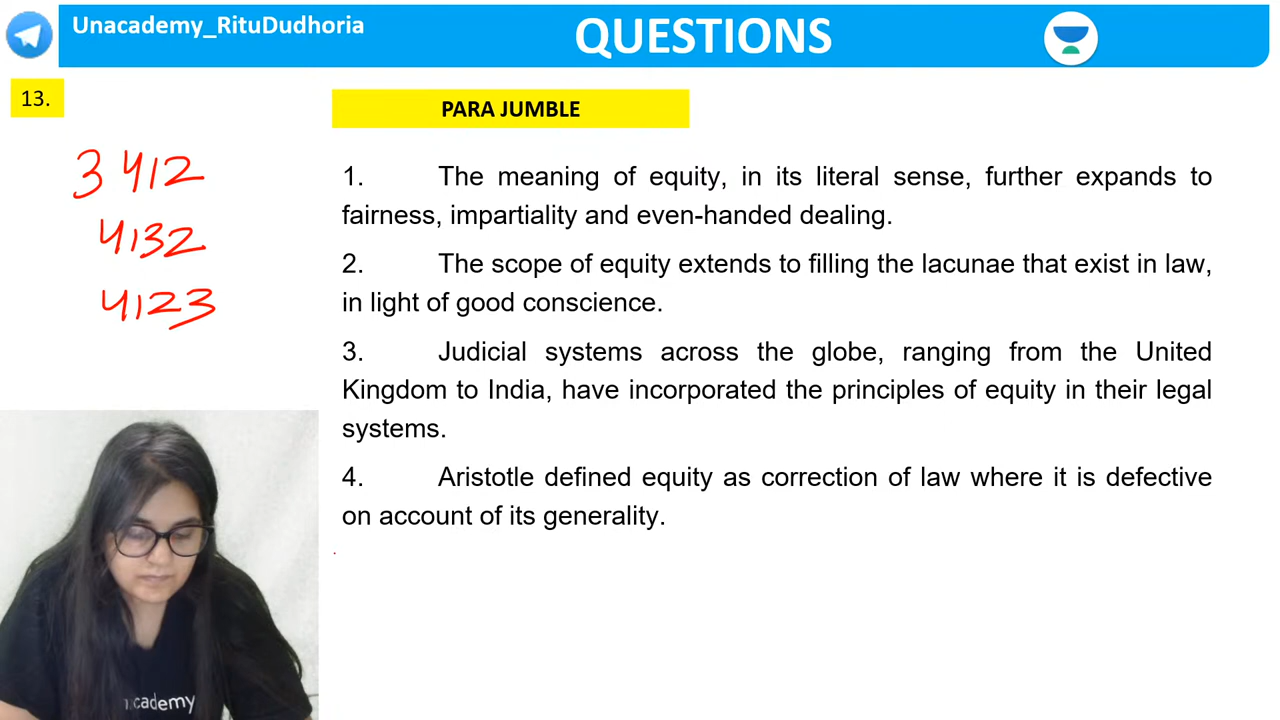 Unacademy_RituDudhoria
QUESTIONS
13.
PARA JUMBLE
3412
4132
4123
1. The meaning of equity, in its literal sense, further expands to
fairness, impartiality and even-handed dealing.
2. The scope of equity extends to filling the lacunae that exist in law,
in light of good conscience.
3. Judicial systems across the globe, ranging from the United
Kingdom to India, have incorporated the principles of equity in their legal
systems.
4. Aristotle defined equity as correction of law where it is defective
on account of its generality.